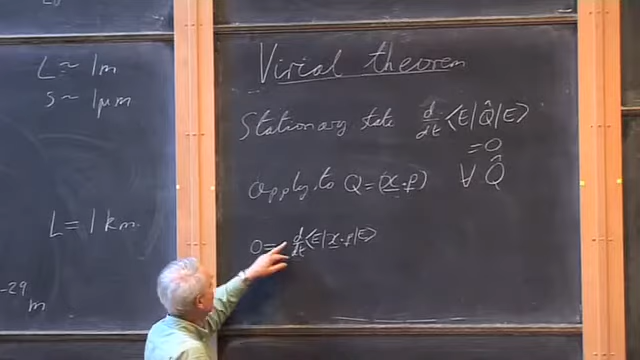 L ~ 1m
s ~ 1μm
L = 1 km.
-29 m
Virial theorem
Stationary state d/dt <E|Q̂|E>
= 0
apply to Q = (x·p) ∀ Q̂
0 = d/dt <E|x·p|E>